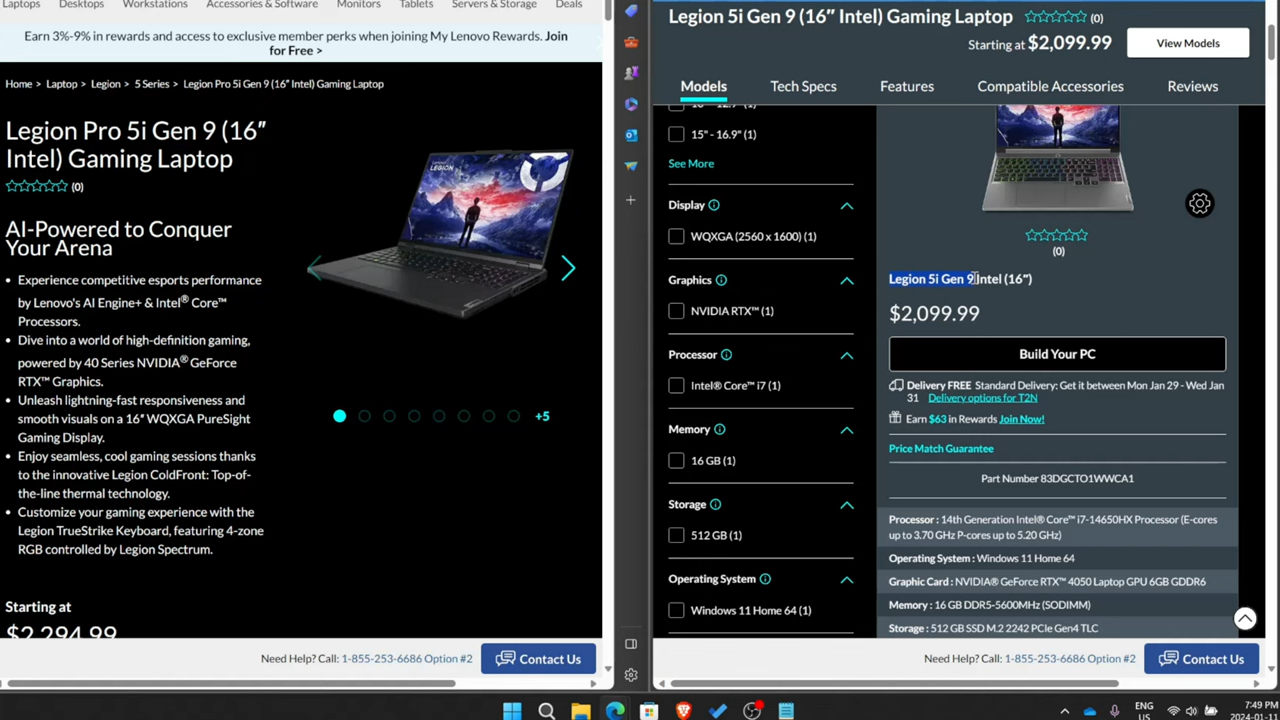 Laptops Desktops Workstations Accessories & Software Monitors Tablets Servers & Storage Deals
Earn 3%-9% in rewards and access to exclusive member perks when joining My Lenovo Rewards. Join
for Free >
Home > Laptop > Legion > 5 Series > Legion Pro 5i Gen 9 (16″ Intel) Gaming Laptop
Legion Pro 5i Gen 9 (16″
Intel) Gaming Laptop
(0)
AI-Powered to Conquer
Your Arena
• Experience competitive esports performance
by Lenovo's AI Engine+ & Intel® Core™
Processors.
• Dive into a world of high-definition gaming,
powered by 40 Series NVIDIA® GeForce
RTX™ Graphics.
• Unleash lightning-fast responsiveness and
smooth visuals on a 16″ WQXGA PureSight
Gaming Display.
• Enjoy seamless, cool gaming sessions thanks
to the innovative Legion ColdFront: Top-of-
the-line thermal technology.
• Customize your gaming experience with the
Legion TrueStrike Keyboard, featuring 4-zone
RGB controlled by Legion Spectrum.
LEGION
+5
Starting at
$2,294.99
Need Help? Call: 1-855-253-6686 Option #2
Contact Us
Legion 5i Gen 9 (16″ Intel) Gaming Laptop (0)
Starting at $2,099.99
View Models
Models Tech Specs Features Compatible Accessories Reviews
15" - 16.9" (1)
See More
Display
WQXGA (2560 x 1600) (1)
Graphics
NVIDIA RTX™ (1)
Processor
Intel® Core™ i7 (1)
Memory
16 GB (1)
Storage
512 GB (1)
Operating System
Windows 11 Home 64 (1)
(0)
Legion 5i Gen 9 Intel (16″)
$2,099.99
Build Your PC
Delivery FREE Standard Delivery: Get it between Mon Jan 29 - Wed Jan
31 Delivery options for T2N
Earn $63 in Rewards Join Now!
Price Match Guarantee
Part Number 83DGCTO1WWCA1
Processor : 14th Generation Intel® Core™ i7-14650HX Processor (E-cores
up to 3.70 GHz P-cores up to 5.20 GHz)
Operating System : Windows 11 Home 64
Graphic Card : NVIDIA® GeForce RTX™ 4050 Laptop GPU 6GB GDDR6
Memory : 16 GB DDR5-5600MHz (SODIMM)
Storage : 512 GB SSD M.2 2242 PCIe Gen4 TLC
Need Help? Call: 1-855-253-6686 Option #2
Contact Us
ENG
US
7:49 PM